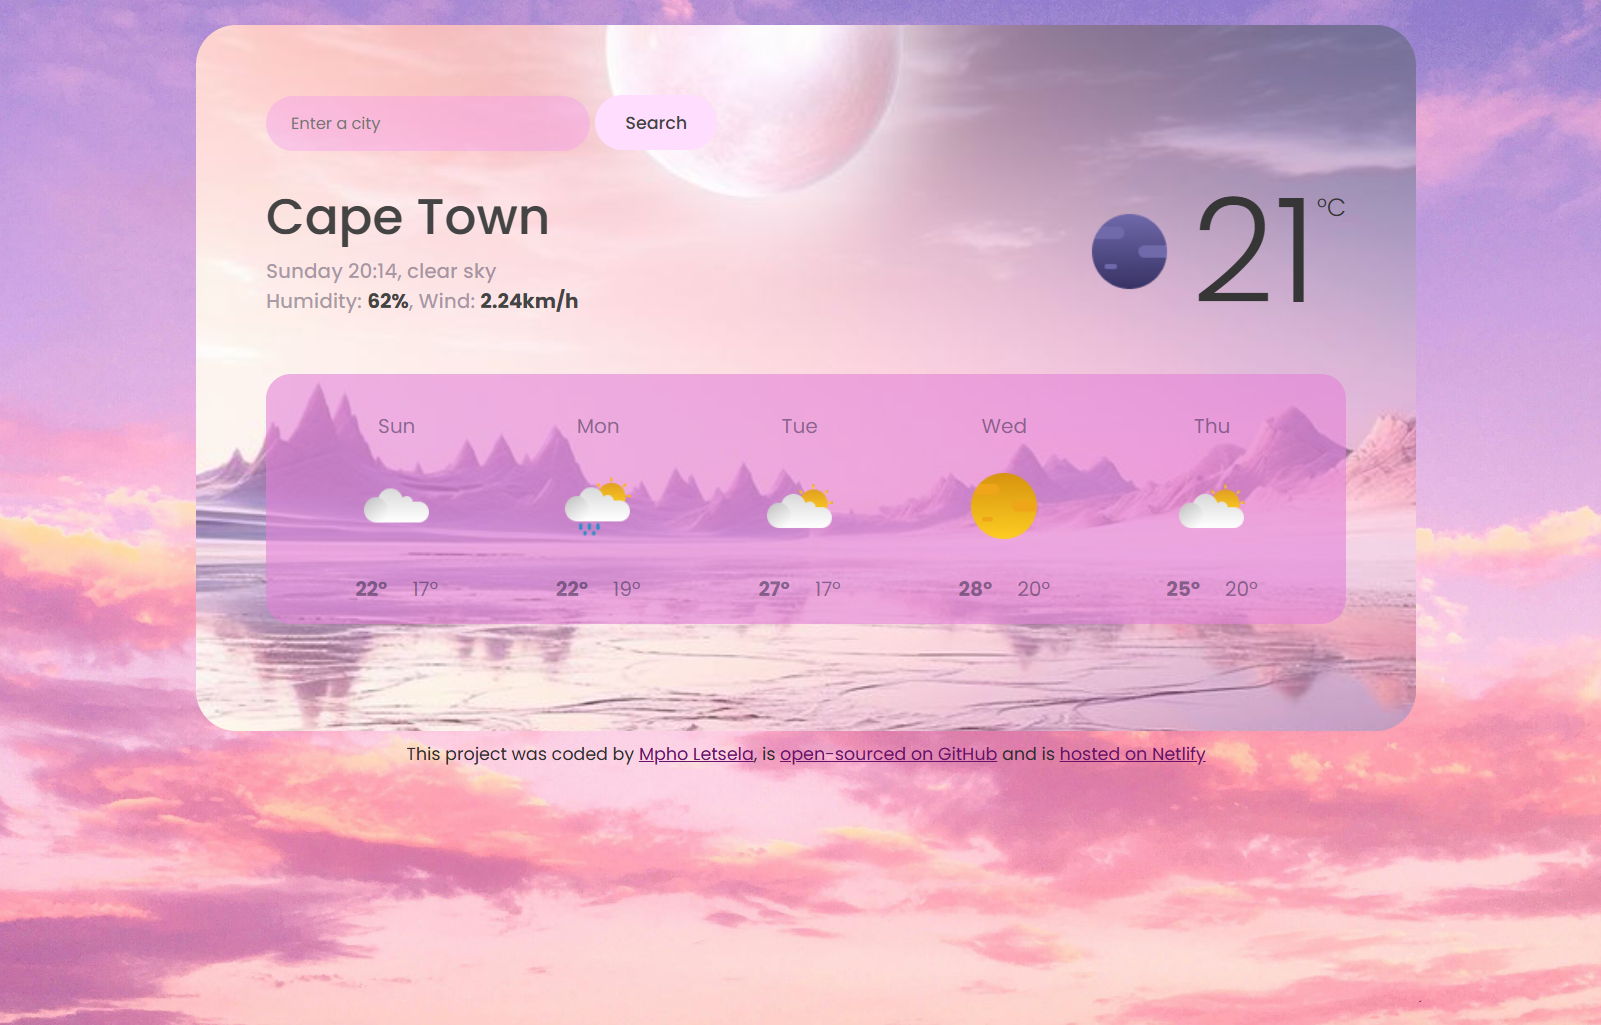 Enter a city
Search
Cape Town
21 °C
Sunday 20:14, clear sky
Humidity: 62%, Wind: 2.24km/h
Sun Mon Tue Wed Thu
22° 17° 22° 19° 27° 17° 28° 20° 25° 20°
This project was coded by Mpho Letsela, is open-sourced on GitHub and is hosted on Netlify